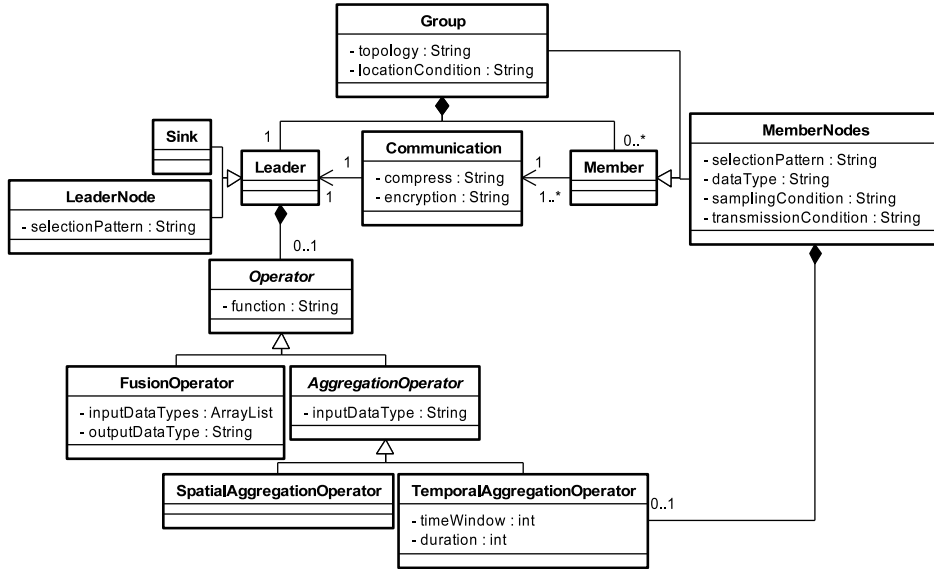 Group
- topology : String
- locationCondition : String
Sink
LeaderNode
- selectionPattern : String
1
Leader
1
1
Communication
- compress : String
- encryption : String
1
1..*
0..*
Member
MemberNodes
- selectionPattern : String
- dataType : String
- samplingCondition : String
- transmissionCondition : String
0..1
Operator
- function : String
FusionOperator
- inputDataTypes : ArrayList
- outputDataType : String
AggregationOperator
- inputDataType : String
SpatialAggregationOperator
TemporalAggregationOperator
- timeWindow : int
- duration : int
0..1